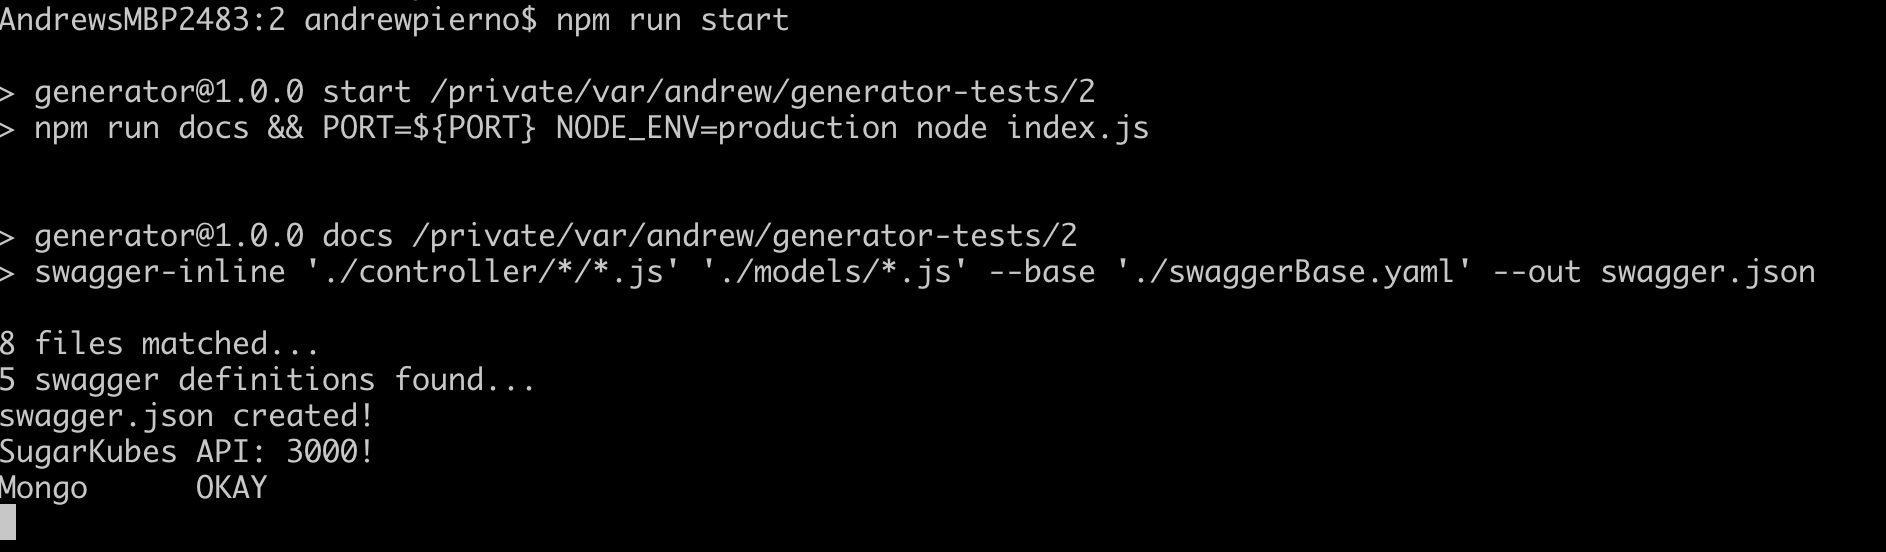 AndrewsMBP2483:2 andrewpierno$ npm run start
> generator@1.0.0 start /private/var/andrew/generator-tests/2
> npm run docs && PORT=${PORT} NODE_ENV=production node index.js
> generator@1.0.0 docs /private/var/andrew/generator-tests/2
> swagger-inline './controller/*/*.js' './models/*.js' --base './swaggerBase.yaml' --out swagger.json
8 files matched...
5 swagger definitions found...
swagger.json created!
SugarKubes API: 3000!
Mongo      OKAY